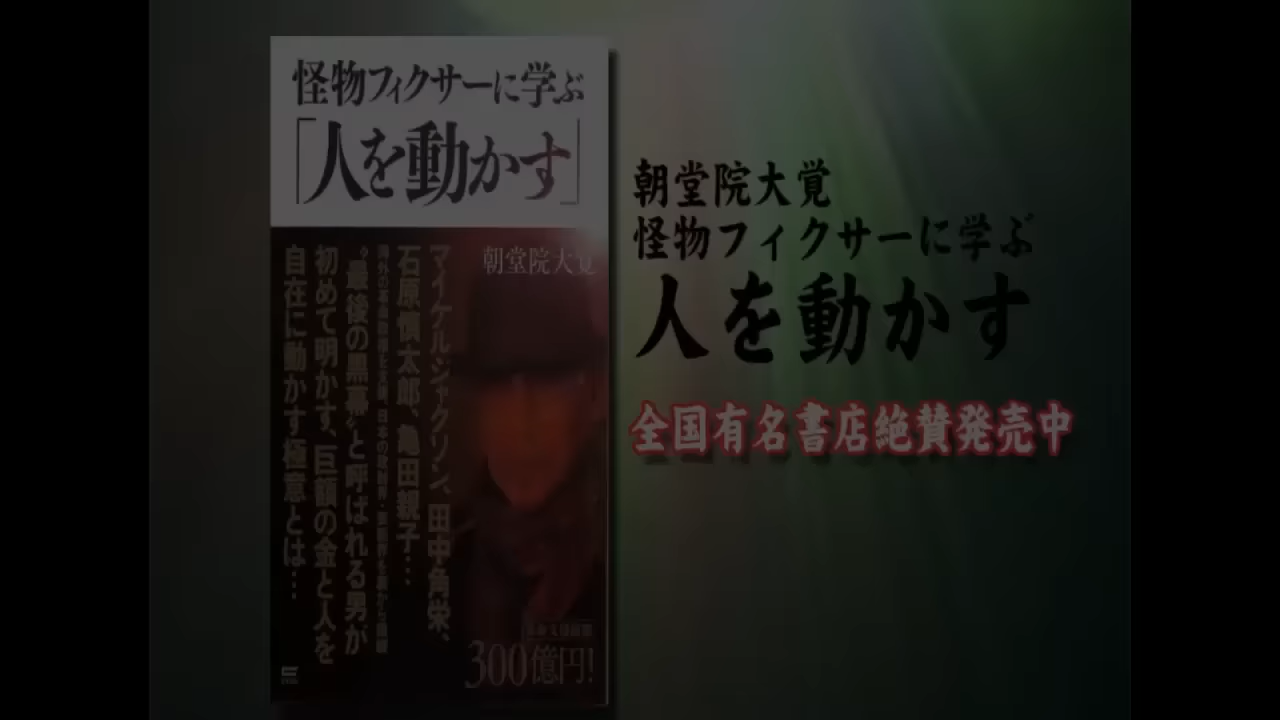 怪物フィクサーに学ぶ
「人を動かす」
朝堂院大覚
マイケルジャクソン、田中角栄、
石原慎太郎、亀田親子…
“最後の黒幕”と呼ばれる男が
初めて明かす、巨額の金と人を
自在に動かす極意とは…
300億円!
朝堂院大覚
怪物フィクサーに学ぶ
人を動かす
全国有名書店絶賛発売中